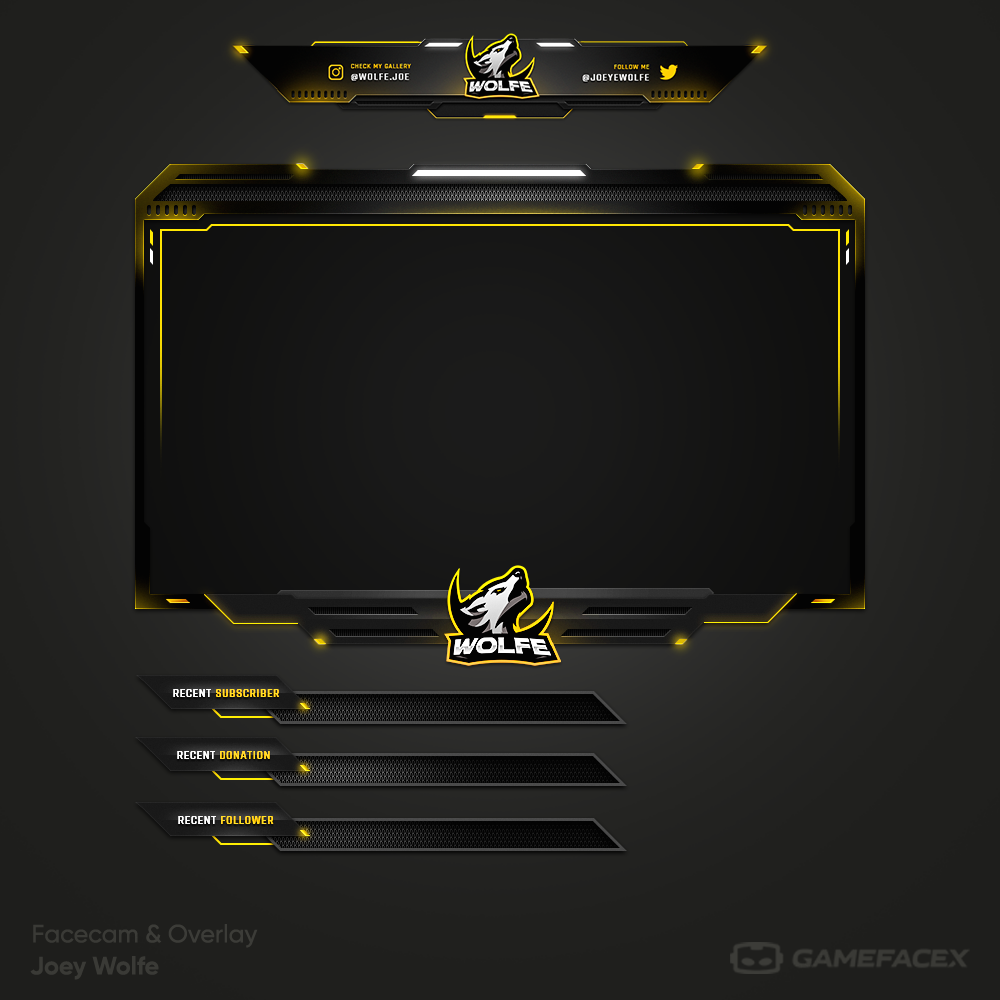 CHECK MY GALLERY
@WOLFE.JOE
WOLFE
FOLLOW ME
@JOEYEWOLFE
WOLFE
RECENT SUBSCRIBER
RECENT DONATION
RECENT FOLLOWER
Facecam & Overlay
Joey Wolfe
GAMEFACEX